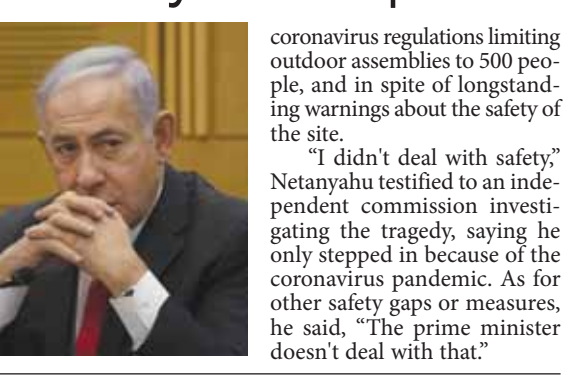 coronavirus regulations limiting
outdoor assemblies to 500 peo-
ple, and in spite of longstand-
ing warnings about the safety of
the site.
“I didn't deal with safety,”
Netanyahu testified to an inde-
pendent commission investi-
gating the tragedy, saying he
only stepped in because of the
coronavirus pandemic. As for
other safety gaps or measures,
he said, “The prime minister
doesn't deal with that.”